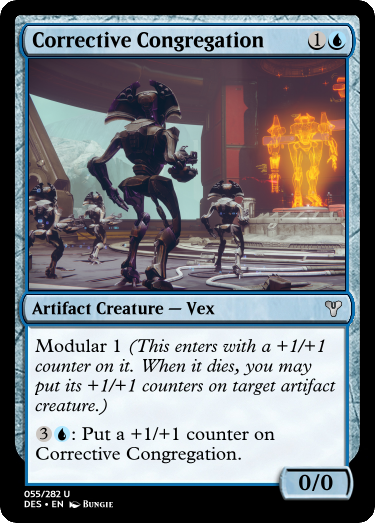 Corrective Congregation 1
Artifact Creature — Vex
Modular 1 (This enters with a +1/+1
counter on it. When it dies, you may
put its +1/+1 counters on target artifact
creature.)
3 : Put a +1/+1 counter on
Corrective Congregation.
0/0
055/282 U
DES • EN Bungie